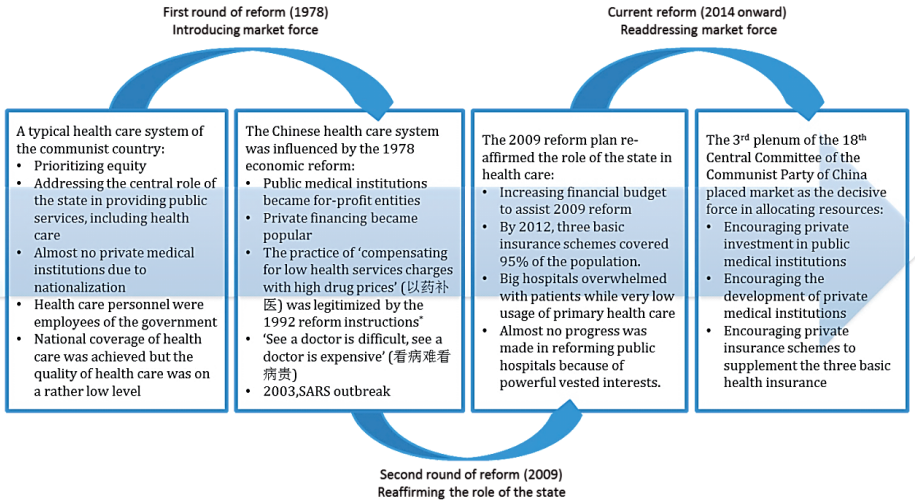 First round of reform (1978)
Introducing market force
Current reform (2014 onward)
Readdressing market force
A typical health care system of
the communist country:
• Prioritizing equity
• Addressing the central role of
the state in providing public
services, including health
care
• Almost no private medical
institutions due to
nationalization
• Health care personnel were
employees of the government
• National coverage of health
care was achieved but the
quality of health care was on
a rather low level
The Chinese health care system
was influenced by the 1978
economic reform:
• Public medical institutions
became for-profit entities
• Private financing became
popular
• The practice of ‘compensating
for low health services charges
with high drug prices’ (以药补
医) was legitimized by the
1992 reform instructions*
• ‘See a doctor is difficult, see a
doctor is expensive’ (看病难看
病贵)
• 2003,SARS outbreak
The 2009 reform plan re-
affirmed the role of the state in
health care:
• Increasing financial budget
to assist 2009 reform
• By 2012, three basic
insurance schemes covered
95% of the population.
• Big hospitals overwhelmed
with patients while very low
usage of primary health care
• Almost no progress was
made in reforming public
hospitals because of
powerful vested interests.
The 3rd plenum of the 18th
Central Committee of the
Communist Party of China
placed market as the decisive
force in allocating resources:
• Encouraging private
investment in public
medical institutions
• Encouraging the
development of private
medical institutions
• Encouraging private
insurance schemes to
supplement the three basic
health insurance
Second round of reform (2009)
Reaffirming the role of the state